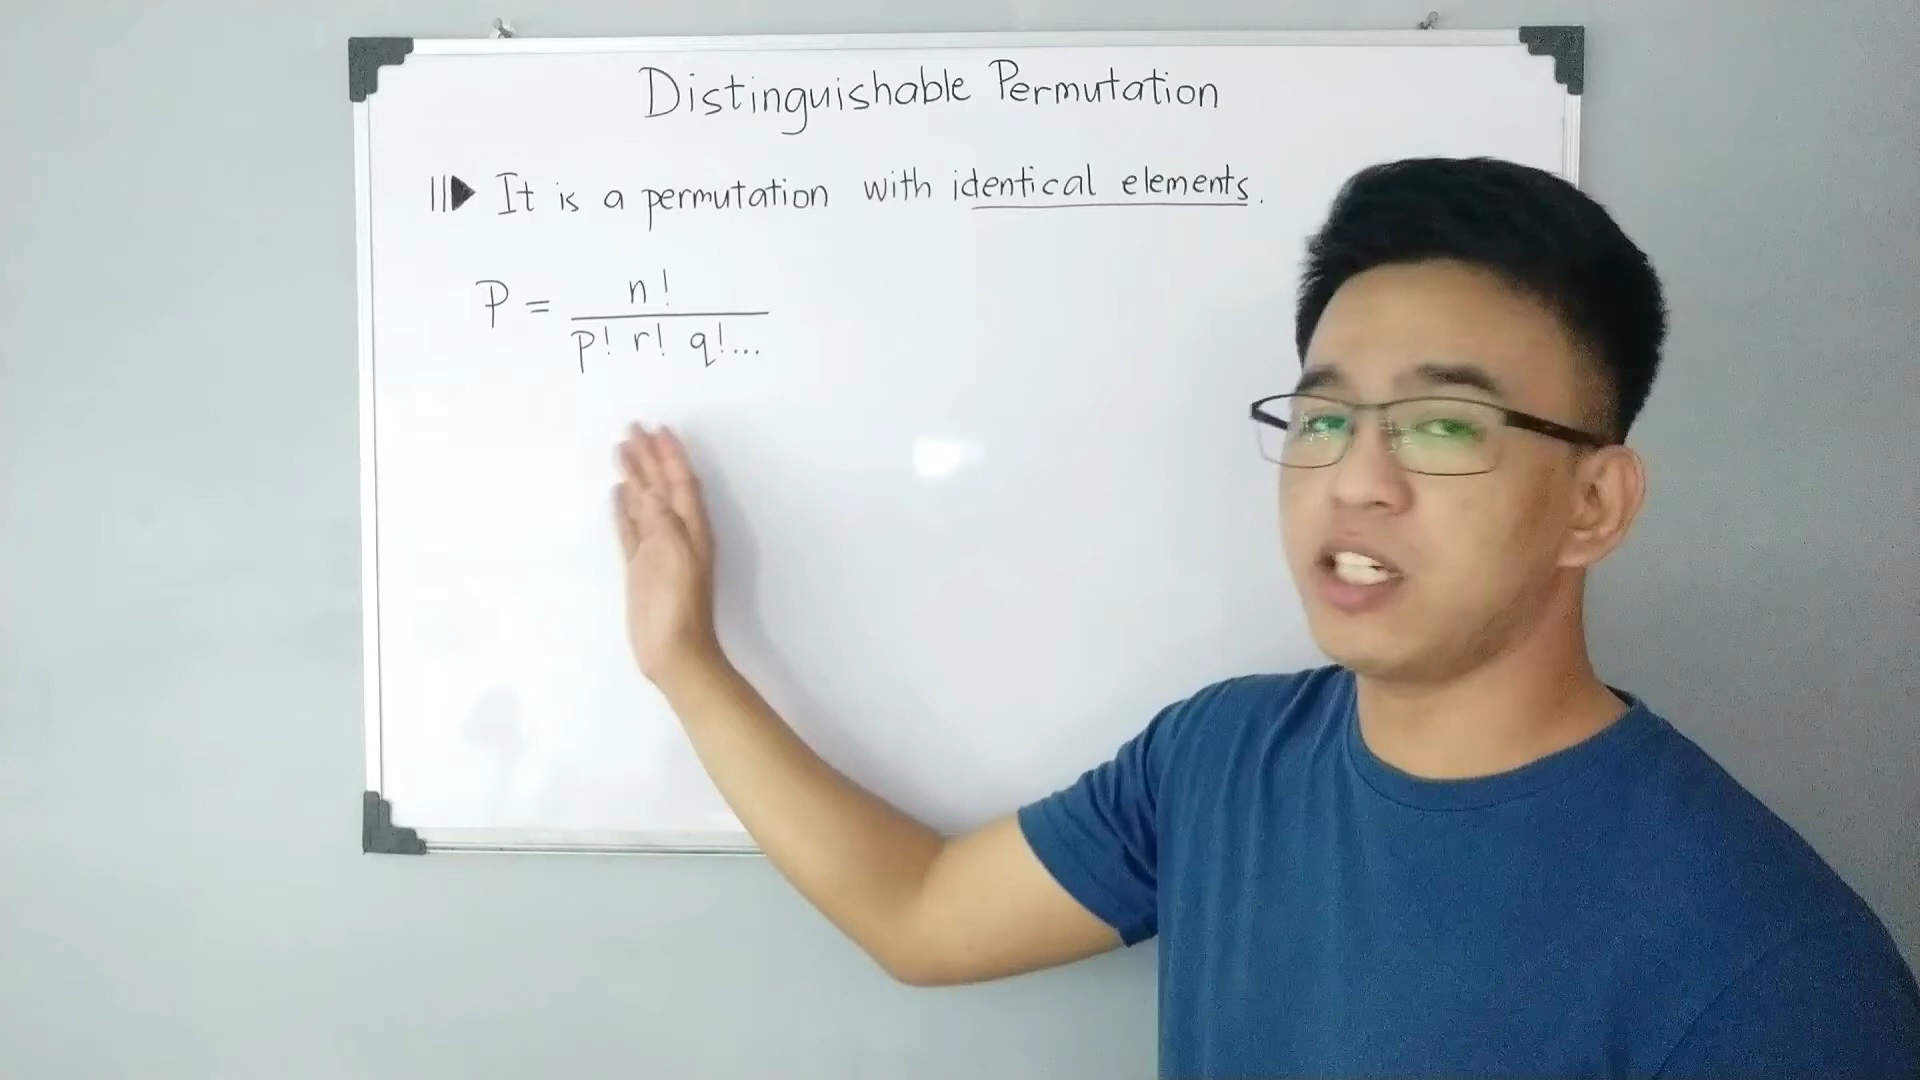 Distinguishable Permutation
It is a permutation with identical elements.
P = n!
p! r! q!...